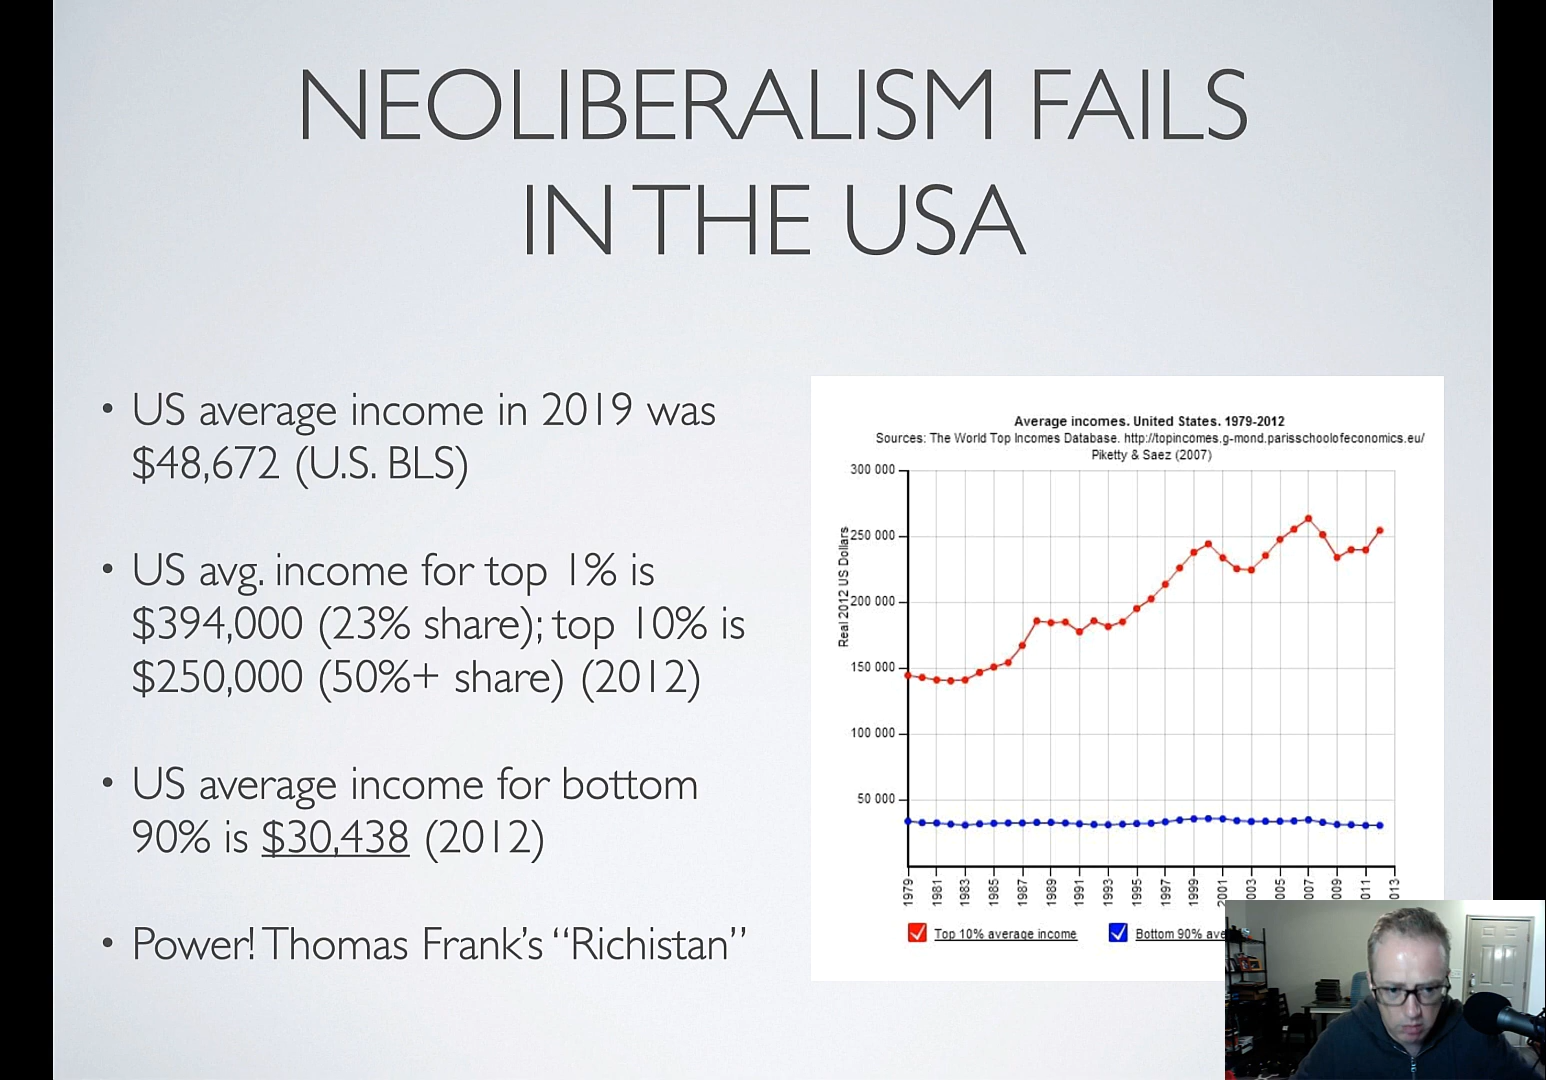 NEOLIBERALISM FAILS
IN THE USA
• US average income in 2019 was
$48,672 (U.S. BLS)
• US avg. income for top 1% is
$394,000 (23% share); top 10% is
$250,000 (50%+ share) (2012)
• US average income for bottom
90% is $30,438 (2012)
• Power! Thomas Frank's “Richistan”
Average incomes. United States. 1979-2012
Sources: The World Top Incomes Database. http://topincomes.g-mond.parisschoolofeconomics.eu/
Piketty & Saez (2007)
Real 2012 US Dollars
300 000
250 000
200 000
150 000
100 000
50 000
1979 1981 1983 1985 1987 1989 1991 1993 1995 1997 1999 2001 2003 2005 2007 2009 2011 2013
Top 10% average income Bottom 90% ave